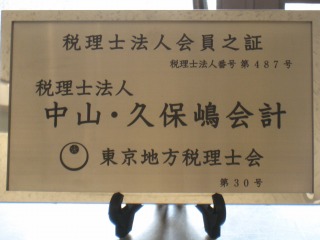 税理士法人会員之証
税理士法人番号 第487号
税理士法人
中山・久保嶋会計
東京地方税理士会
第30号